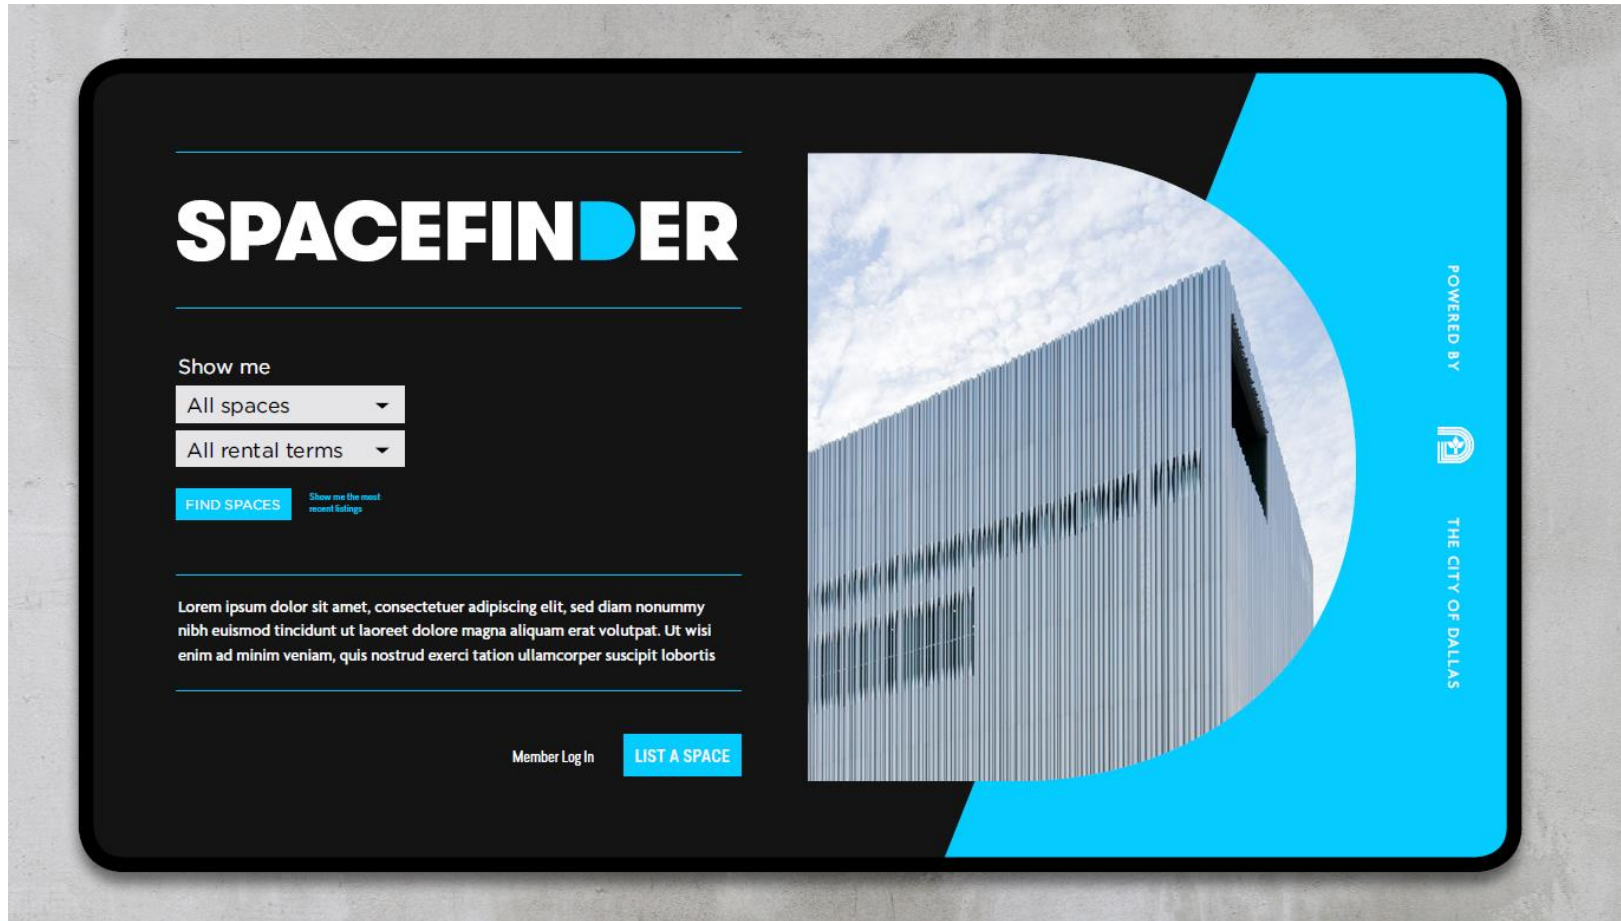 SPACEFINDER
Show me
All spaces
All rental terms
FIND SPACES
Show me the most
recent listings
Lorem ipsum dolor sit amet, consectetuer adipiscing elit, sed diam nonummy
nibh euismod tincidunt ut laoreet dolore magna aliquam erat volutpat. Ut wisi
enim ad minim veniam, quis nostrud exerci tation ullamcorper suscipit lobortis
Member Log In
LIST A SPACE
POWERED BY
THE CITY OF DALLAS